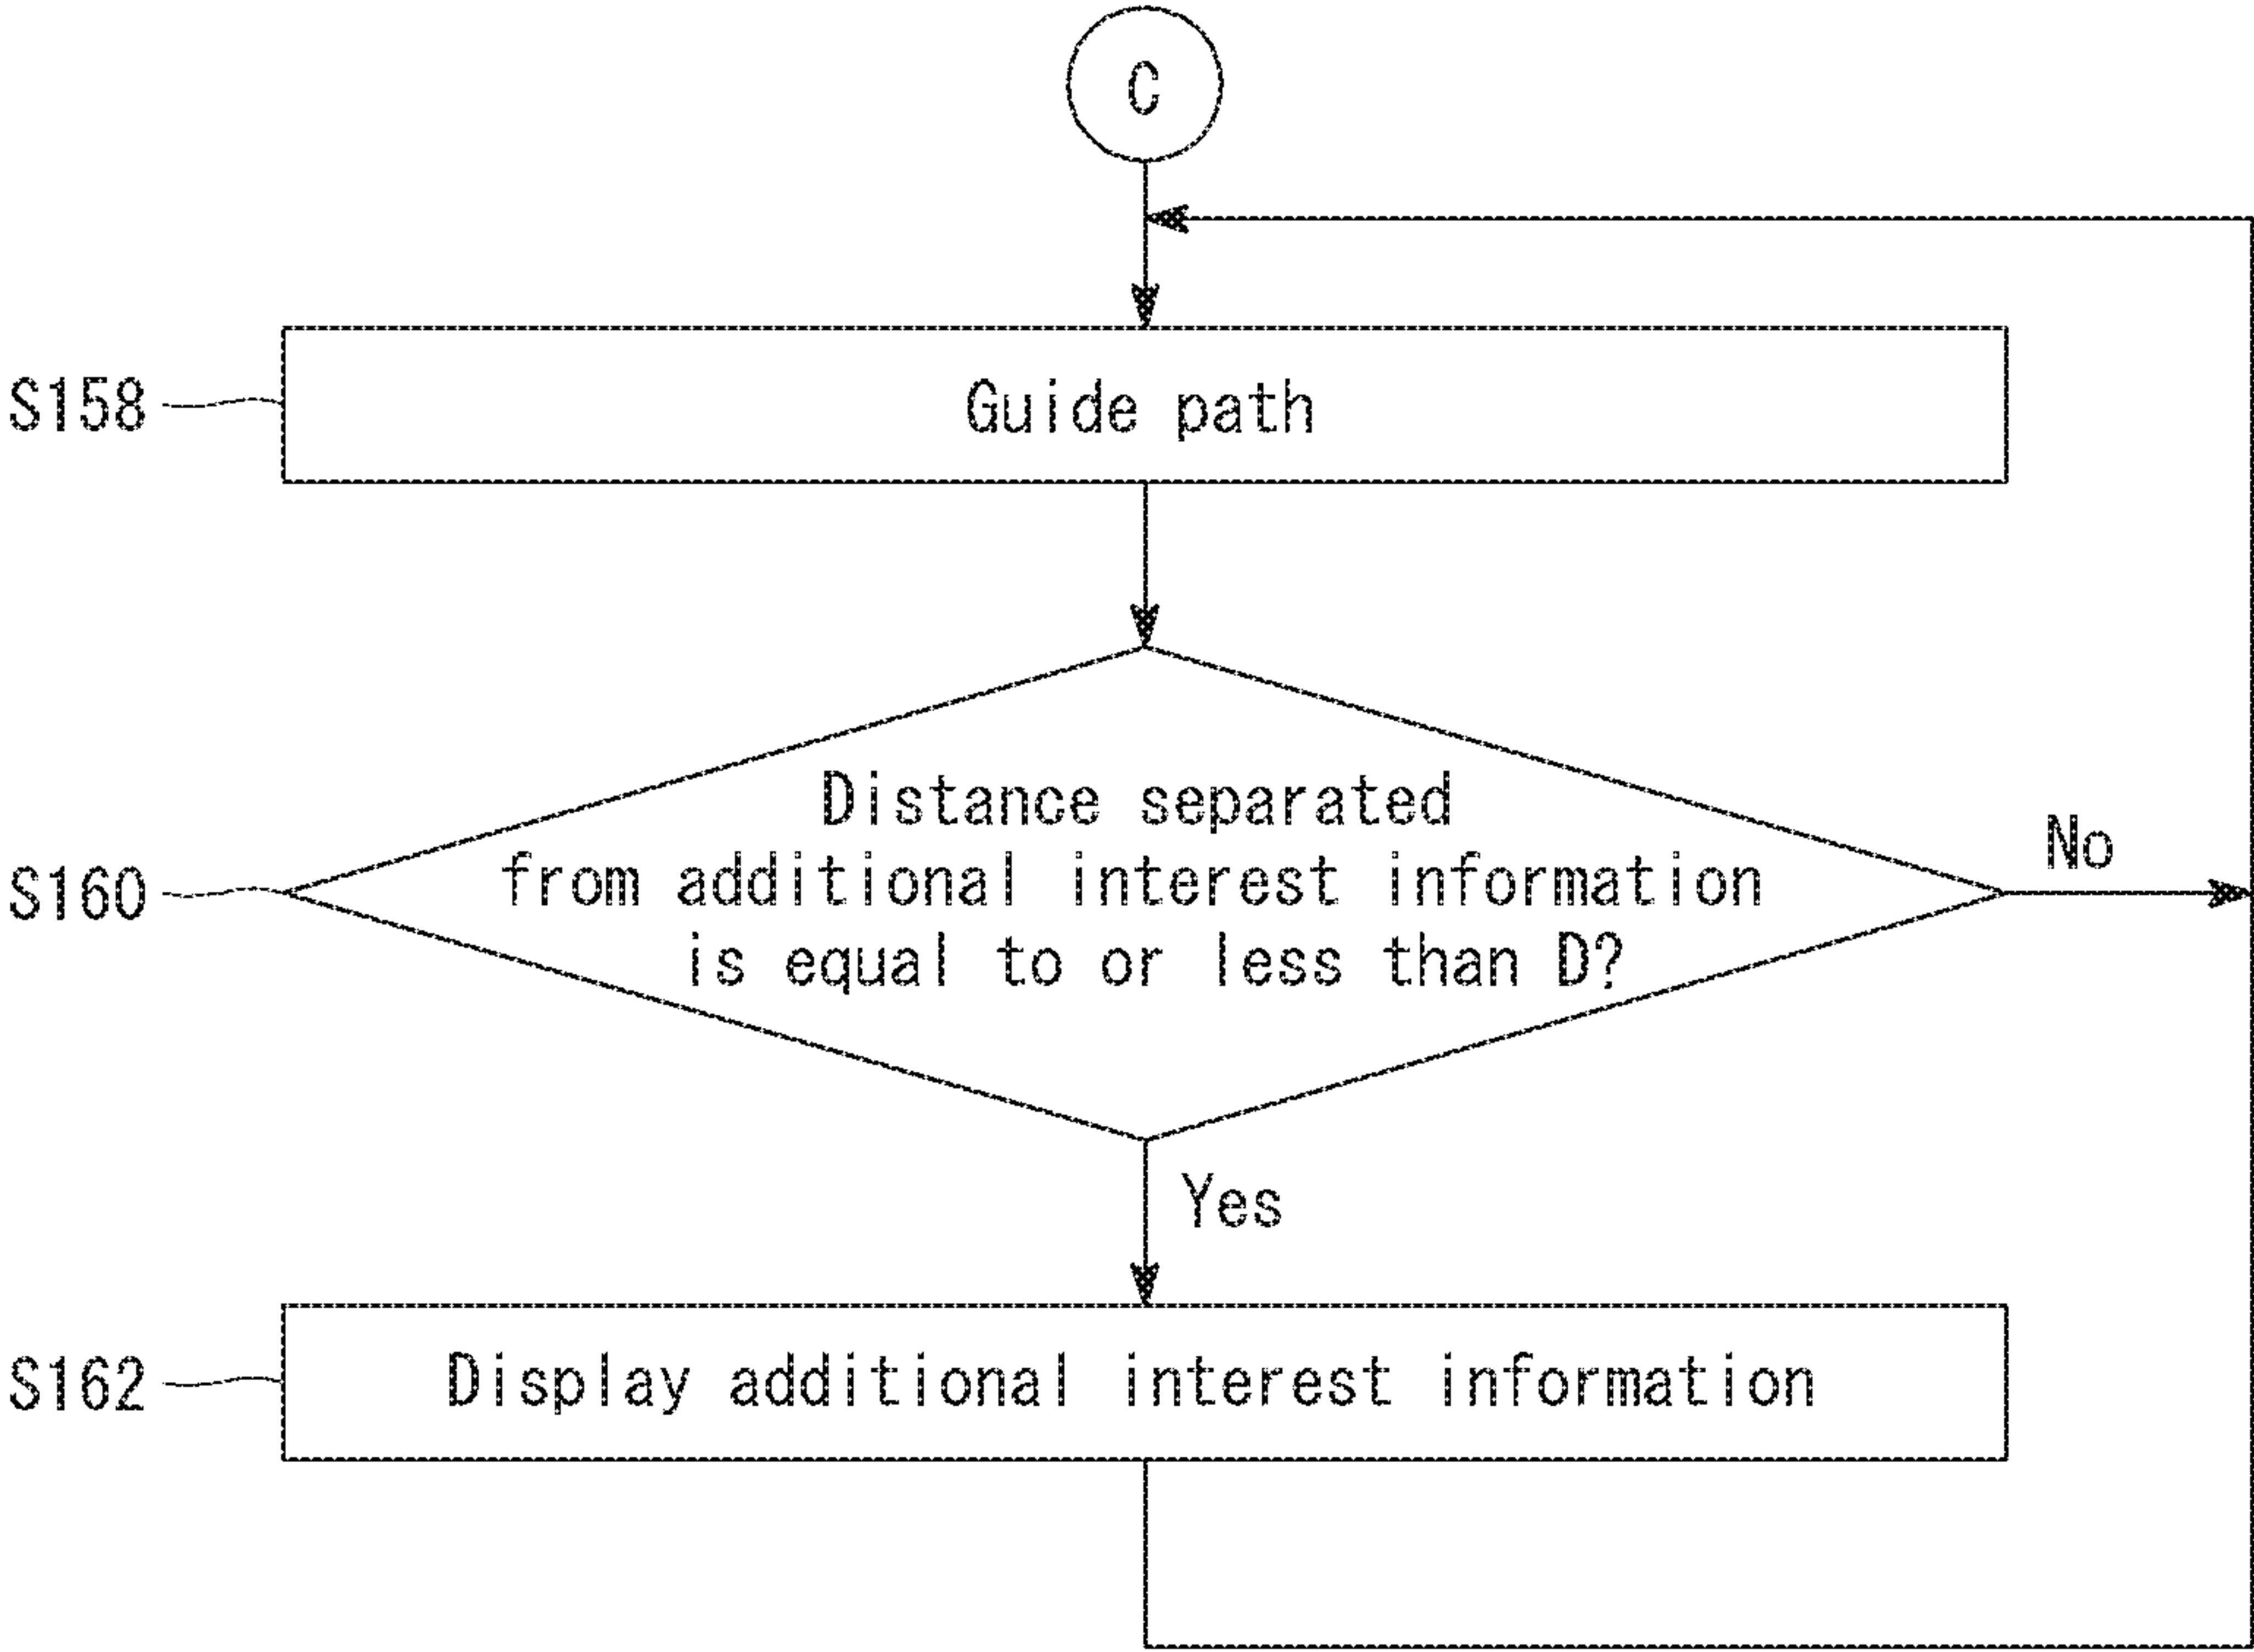 C
S158
Guide path
S160
Distance separated
from additional interest information
is equal to or less than D?
No
Yes
S162
Display additional interest information